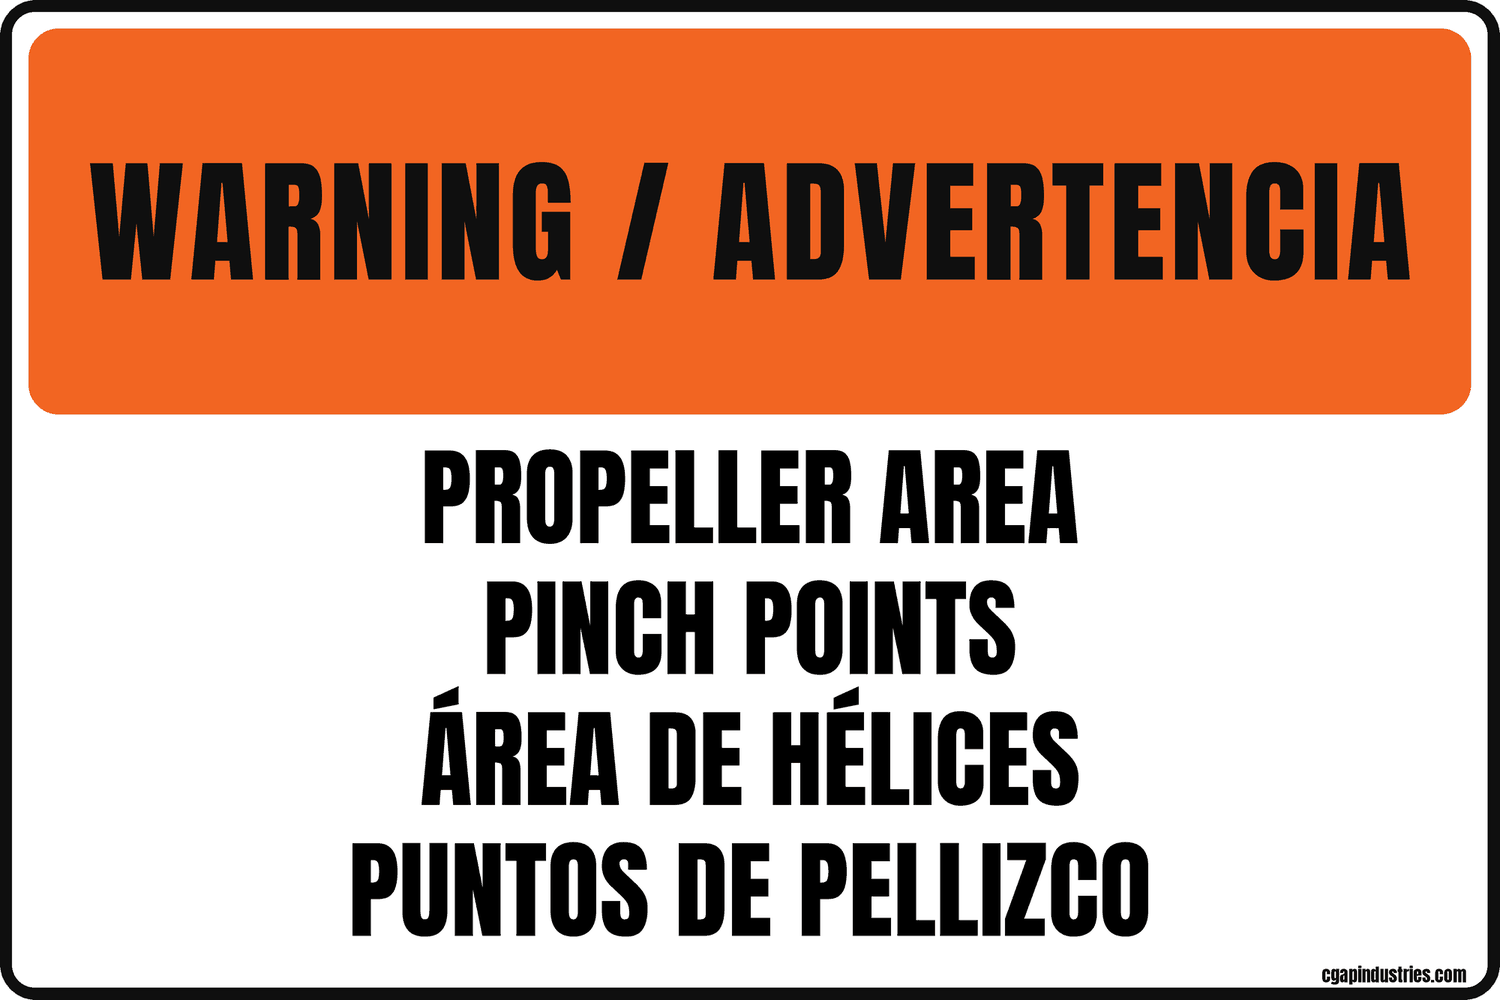 WARNING / ADVERTENCIA
PROPELLER AREA
PINCH POINTS
ÁREA DE HÉLICES
PUNTOS DE PELLIZCO
cgapindustries.com